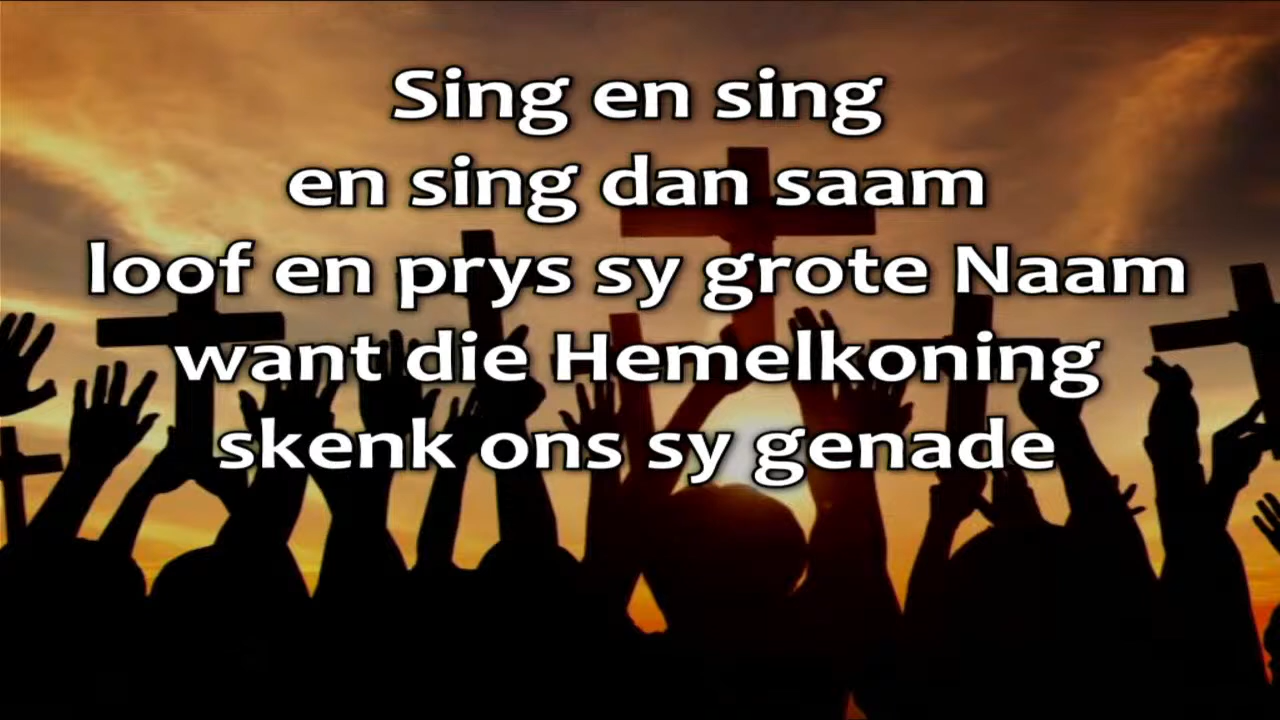 Sing en sing
en sing dan saam
loof en prys sy grote Naam
want die Hemelkoning
skenk ons sy genade